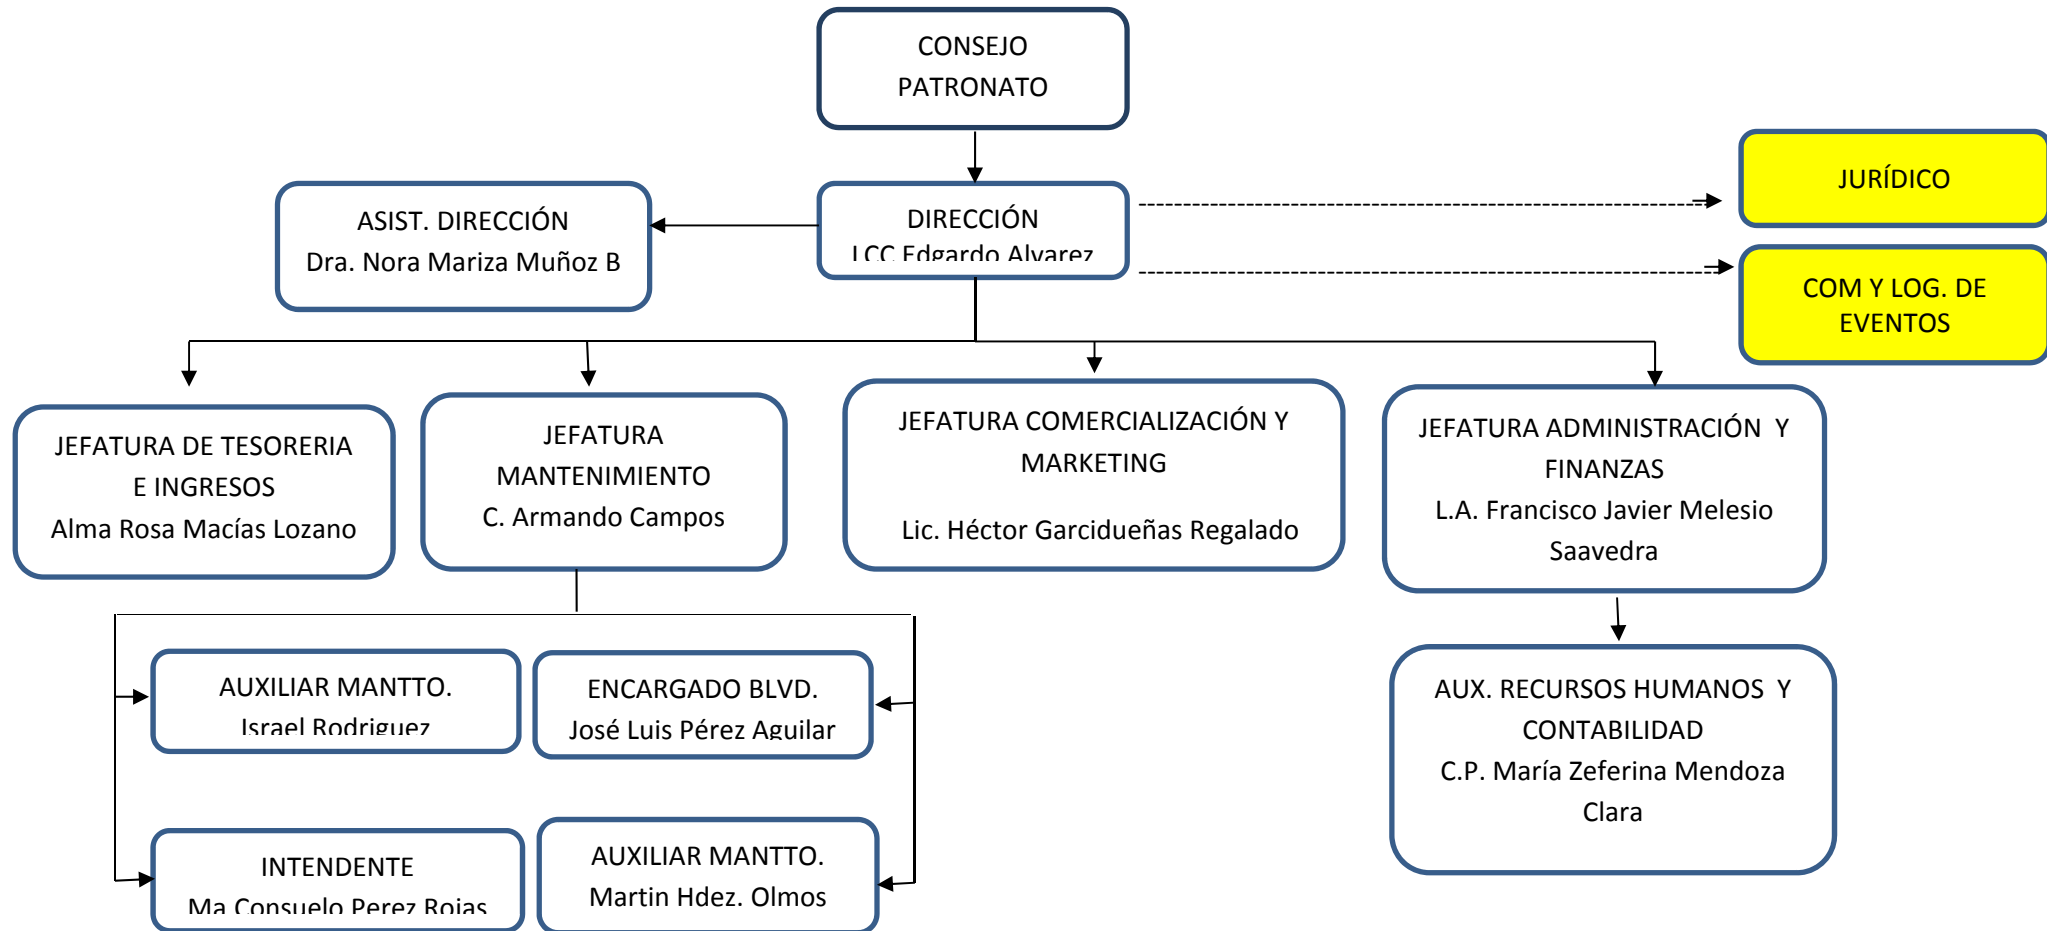 CONSEJO
PATRONATO
JURÍDICO
ASIST. DIRECCIÓN
Dra. Nora Mariza Muñoz B
DIRECCIÓN
LCC Edgardo Alvarez
COM Y LOG. DE
EVENTOS
JEFATURA DE TESORERIA
E INGRESOS
Alma Rosa Macías Lozano
JEFATURA
MANTENIMIENTO
C. Armando Campos
JEFATURA COMERCIALIZACIÓN Y
MARKETING
Lic. Héctor Garcidueñas Regalado
JEFATURA ADMINISTRACIÓN Y
FINANZAS
L.A. Francisco Javier Melesio
Saavedra
AUXILIAR MANTTO.
Israel Rodriguez
ENCARGADO BLVD.
José Luis Pérez Aguilar
AUX. RECURSOS HUMANOS Y
CONTABILIDAD
C.P. María Zeferina Mendoza
Clara
INTENDENTE
Ma Consuelo Perez Rojas
AUXILIAR MANTTO.
Martin Hdez. Olmos